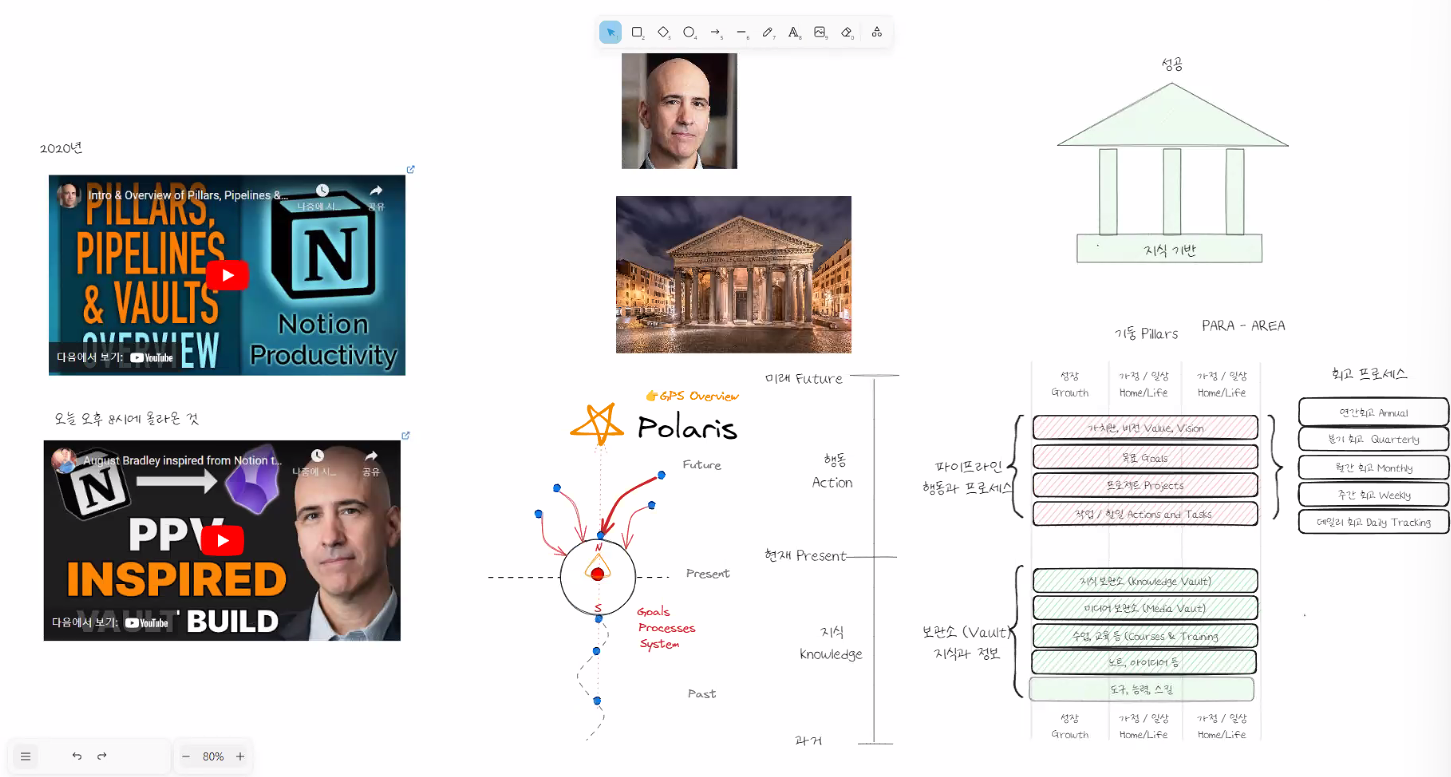 2020년
Intro & Overview of Pillars, Pipelines &...
나중에 시...
공유
PILLARS,
PIPELINES
& VAULTS
OVERVIEW
Notion
Productivity
다음에서 보기: YouTube
오늘 오후 8시에 올라온 것
August Bradley inspired from Notion t...
나중에 시...
공유
PPV
INSPIRED
VAULT BUILD
다음에서 보기: YouTube
80%
👉GPS Overview
Polaris
Future
N
Present
S
Goals
Processes
System
Past
미래 Future
행동
Action
현재 Present
지식
Knowledge
과거
성공
지식 기반
기둥 Pillars
PARA - AREA
성장
Growth
가정 / 일상
Home/Life
가정 / 일상
Home/Life
파이프라인
행동과 프로세스
가치관, 비전 Value, Vision
목표 Goals
프로젝트 Projects
작업 / 할일 Actions and Tasks
회고 프로세스
연간회고 Annual
분기 회고 Quarterly
월간 회고 Monthly
주간 회고 Weekly
데일리 회고 Daily Tracking
보관소 (Vault)
지식과 정보
지식 보관소 (Knowledge Vault)
미디어 보관소 (Media Vaut)
수업, 교육 등 (Courses & Training
노트, 아이디어 등
도구, 능력, 스킬
성장
Growth
가정 / 일상
Home/Life
가정 / 일상
Home/Life